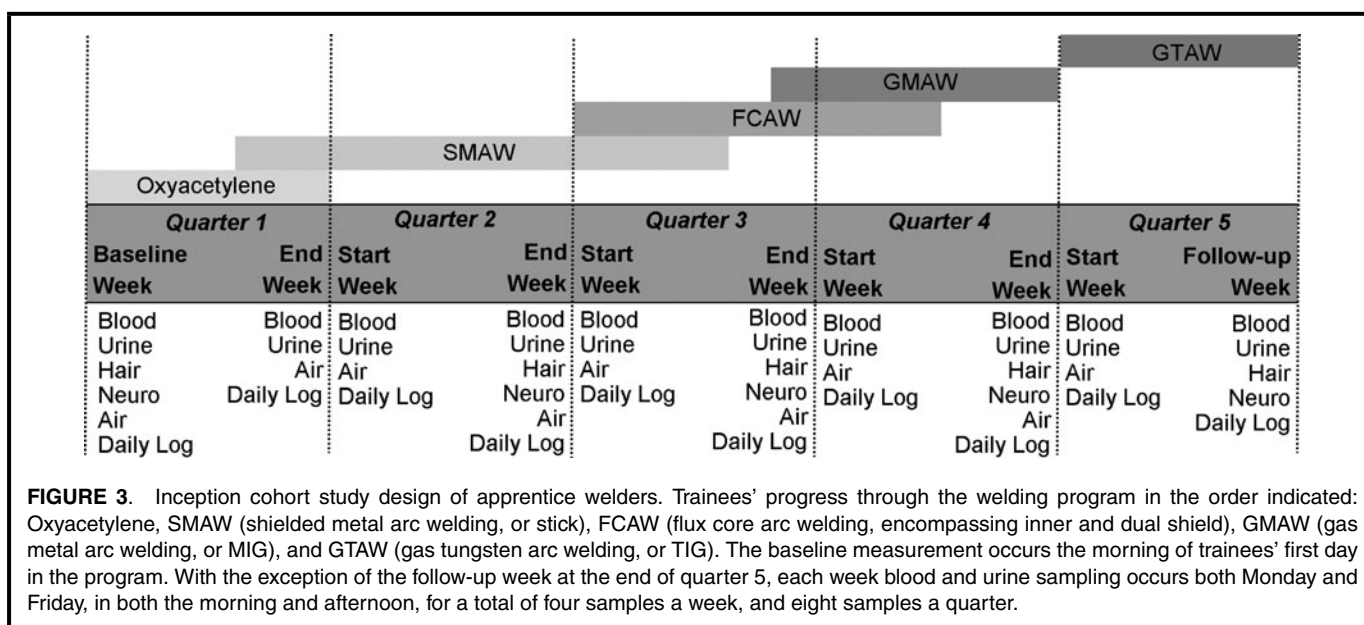 GTAW
GMAW
FCAW
SMAW
Oxyacetylene
Quarter 1 Quarter 2 Quarter 3 Quarter 4 Quarter 5
Baseline End Start End Start End Start End Start Follow-up
Week Week Week Week Week Week Week Week Week Week
Blood Blood Blood Blood Blood Blood Blood Blood Blood Blood
Urine Urine Urine Urine Urine Urine Urine Urine Urine Urine
Hair Air Air Hair Air Hair Air Hair Air Hair
Neuro Daily Log Daily Log Neuro Daily Log Neuro Daily Log Neuro Daily Log Neuro
Air Air Air Air Daily Log
Daily Log Daily Log Daily Log Daily Log
FIGURE 3. Inception cohort study design of apprentice welders. Trainees' progress through the welding program in the order indicated:
Oxyacetylene, SMAW (shielded metal arc welding, or stick), FCAW (flux core arc welding, encompassing inner and dual shield), GMAW (gas
metal arc welding, or MIG), and GTAW (gas tungsten arc welding, or TIG). The baseline measurement occurs the morning of trainees' first day
in the program. With the exception of the follow-up week at the end of quarter 5, each week blood and urine sampling occurs both Monday and
Friday, in both the morning and afternoon, for a total of four samples a week, and eight samples a quarter.